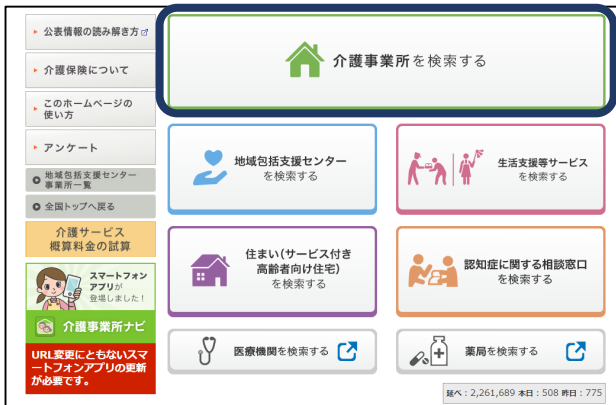 公表情報の読み解き方
介護保険について
このホームページの
使い方
アンケート
地域包括支援センター
事業所一覧
全国トップへ戻る
介護サービス
概算料金の試算
スマートフォン
アプリが
登場しました!
介護事業所ナビ
URL変更にともないスマ
ートフォンアプリの更新
が必要です。
介護事業所を検索する
地域包括支援センター
を検索する
生活支援等サービス
を検索する
住まい(サービス付き
高齢者向け住宅)
を検索する
認知症に関する相談窓口
を検索する
医療機関を検索する
薬局を検索する
延べ:2,261,689 本日:508 昨日:775